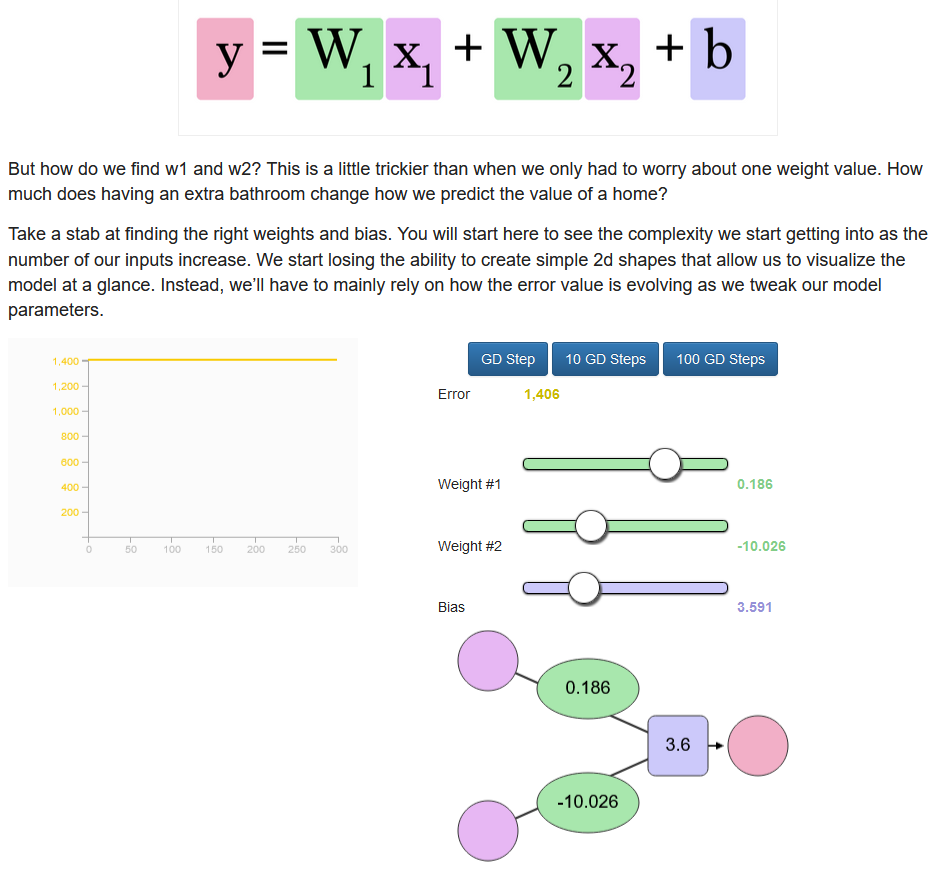 y = W1 x1 + W2 x2 + b
But how do we find w1 and w2? This is a little trickier than when we only had to worry about one weight value. How
much does having an extra bathroom change how we predict the value of a home?
Take a stab at finding the right weights and bias. You will start here to see the complexity we start getting into as the
number of our inputs increase. We start losing the ability to create simple 2d shapes that allow us to visualize the
model at a glance. Instead, we'll have to mainly rely on how the error value is evolving as we tweak our model
parameters.
1,400
1,200
1,000
800
600
400
200
0 50 100 150 200 250 300
GD Step 10 GD Steps 100 GD Steps
Error 1,406
Weight #1 0.186
Weight #2 -10.026
Bias 3.591
0.186
3.6
-10.026